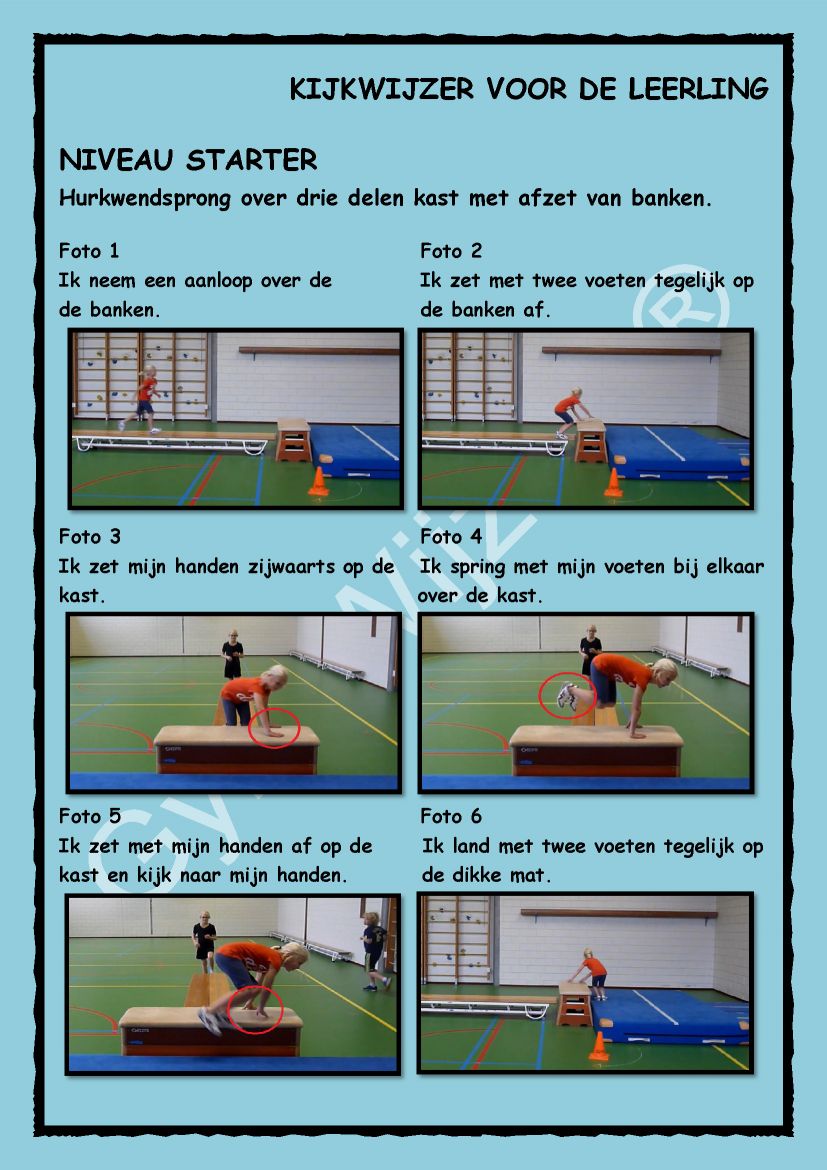 KIJKWIJZER VOOR DE LEERLING
NIVEAU STARTER
Hurkwendsprong over drie delen kast met afzet van banken.
Foto 1
Ik neem een aanloop over de
de banken.
Foto 2
Ik zet met twee voeten tegelijk op
de banken af.
Foto 3
Ik zet mijn handen zijwaarts op de
kast.
Foto 4
Ik spring met mijn voeten bij elkaar
over de kast.
Foto 5
Ik zet met mijn handen af op de
kast en kijk naar mijn handen.
Foto 6
Ik land met twee voeten tegelijk op
de dikke mat.